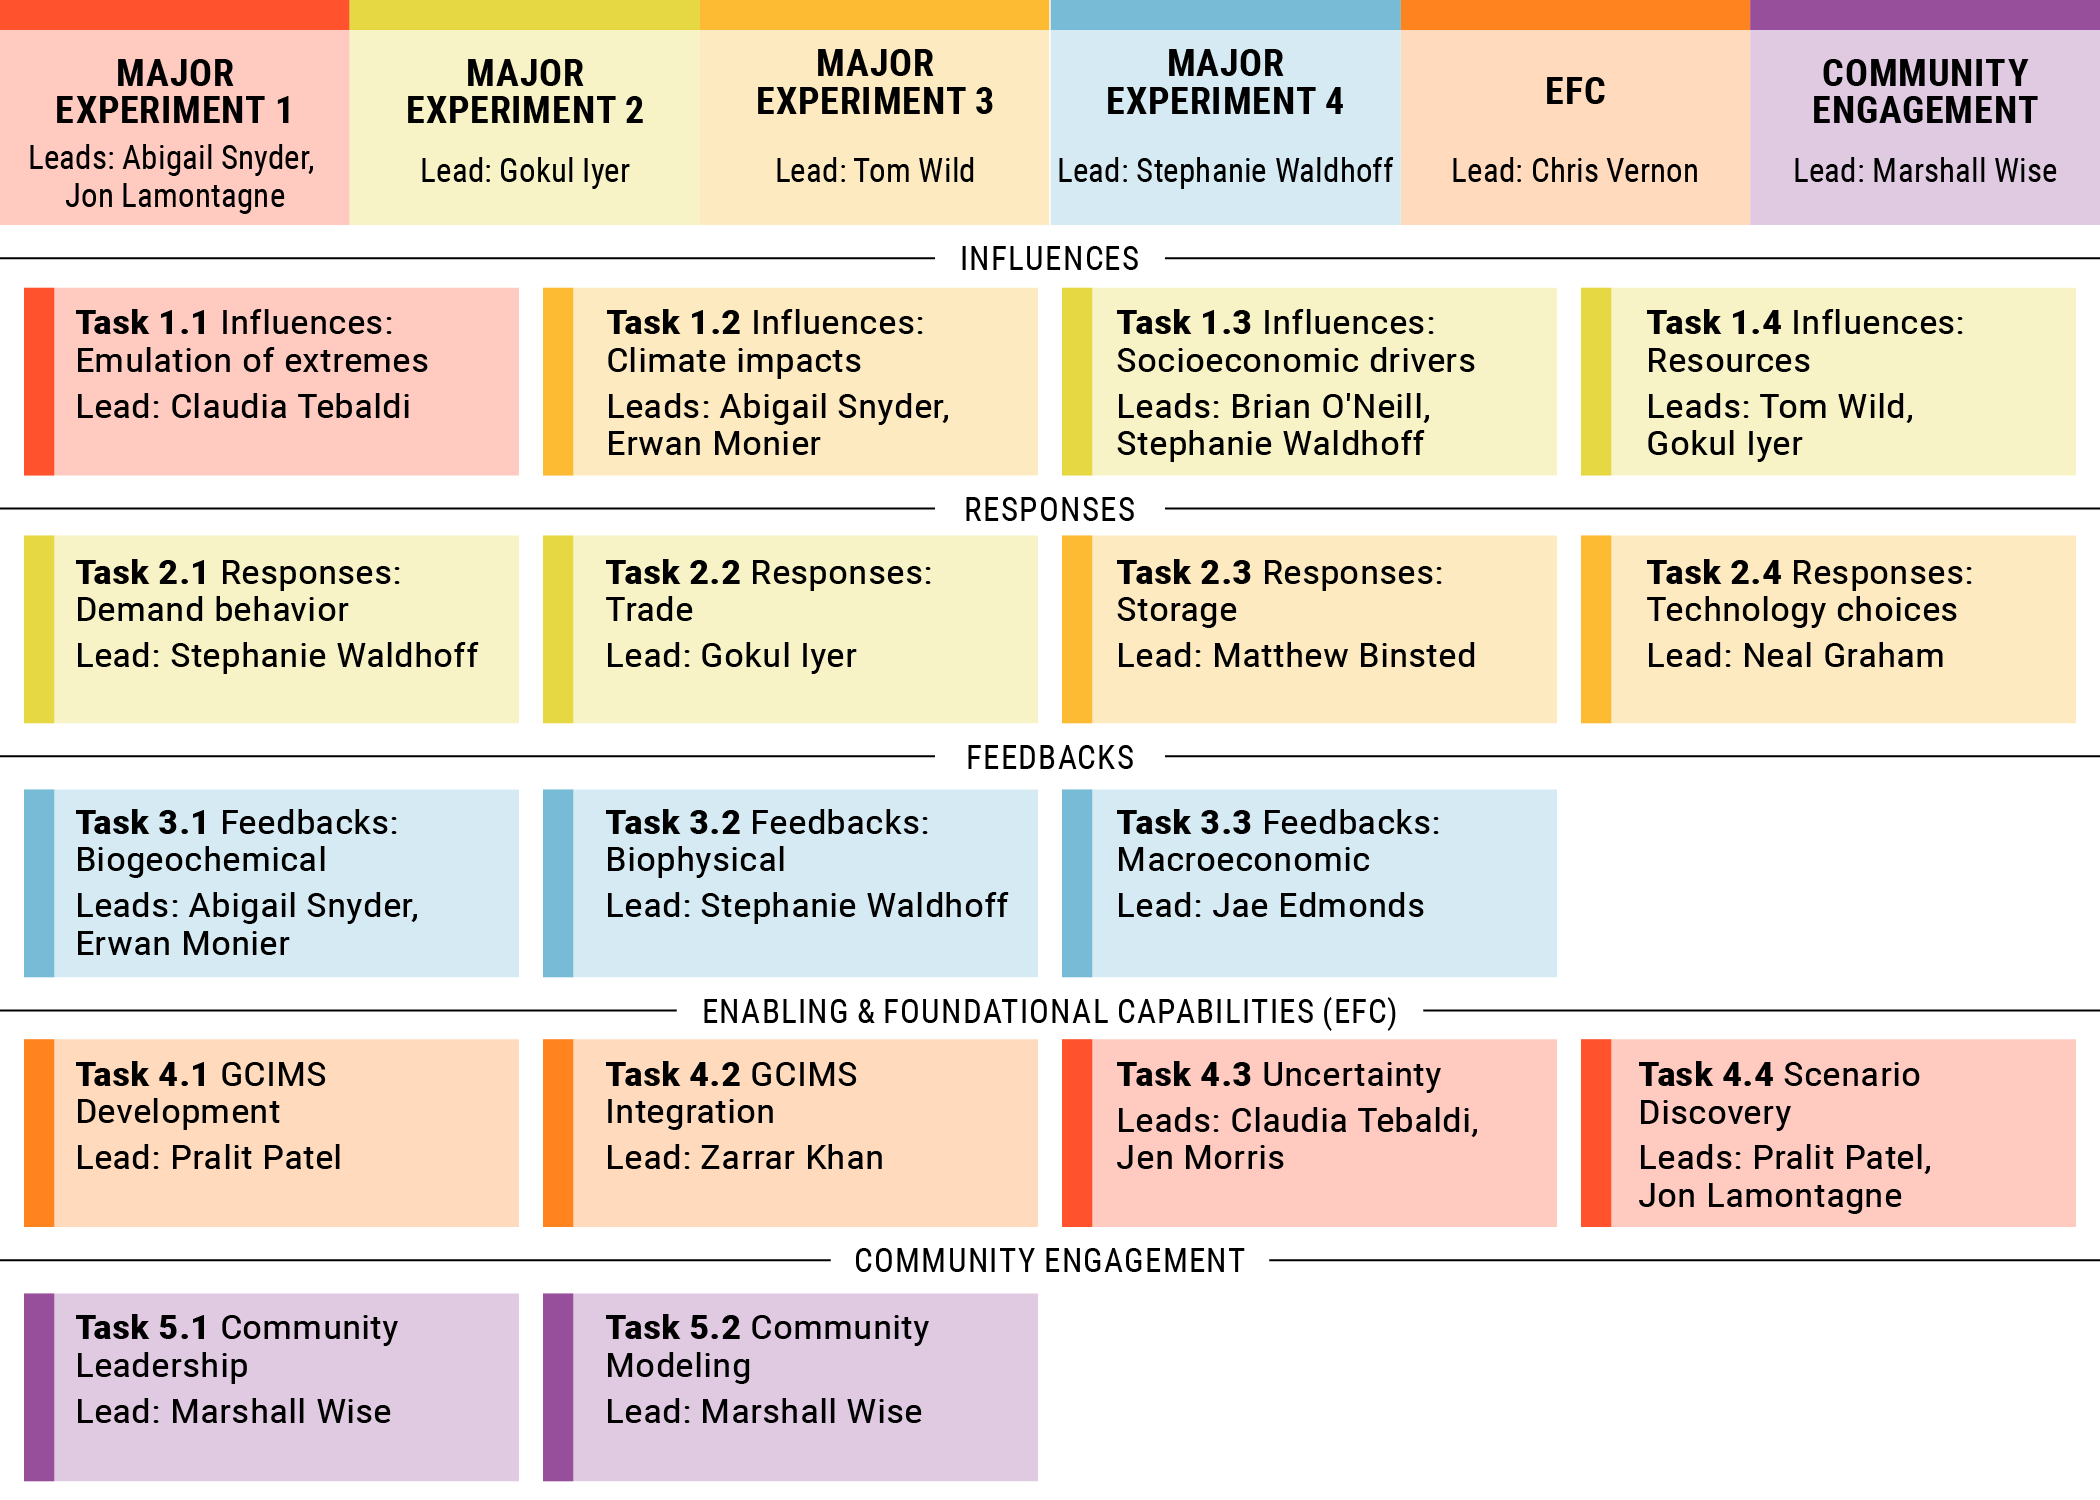 MAJOR
EXPERIMENT 1
Leads: Abigail Snyder,
Jon Lamontagne
MAJOR
EXPERIMENT 2
Lead: Gokul Iyer
MAJOR
EXPERIMENT 3
Lead: Tom Wild
MAJOR
EXPERIMENT 4
Lead: Stephanie Waldhoff
EFC
Lead: Chris Vernon
COMMUNITY
ENGAGEMENT
Lead: Marshall Wise
INFLUENCES
Task 1.1 Influences:
Emulation of extremes
Lead: Claudia Tebaldi
Task 1.2 Influences:
Climate impacts
Leads: Abigail Snyder,
Erwan Monier
Task 1.3 Influences:
Socioeconomic drivers
Leads: Brian O'Neill,
Stephanie Waldhoff
Task 1.4 Influences:
Resources
Leads: Tom Wild,
Gokul Iyer
RESPONSES
Task 2.1 Responses:
Demand behavior
Lead: Stephanie Waldhoff
Task 2.2 Responses:
Trade
Lead: Gokul Iyer
Task 2.3 Responses:
Storage
Lead: Matthew Binsted
Task 2.4 Responses:
Technology choices
Lead: Neal Graham
FEEDBACKS
Task 3.1 Feedbacks:
Biogeochemical
Leads: Abigail Snyder,
Erwan Monier
Task 3.2 Feedbacks:
Biophysical
Lead: Stephanie Waldhoff
Task 3.3 Feedbacks:
Macroeconomic
Lead: Jae Edmonds
ENABLING & FOUNDATIONAL CAPABILITIES (EFC)
Task 4.1 GCIMS
Development
Lead: Pralit Patel
Task 4.2 GCIMS
Integration
Lead: Zarrar Khan
Task 4.3 Uncertainty
Leads: Claudia Tebaldi,
Jen Morris
Task 4.4 Scenario
Discovery
Leads: Pralit Patel,
Jon Lamontagne
COMMUNITY ENGAGEMENT
Task 5.1 Community
Leadership
Lead: Marshall Wise
Task 5.2 Community
Modeling
Lead: Marshall Wise